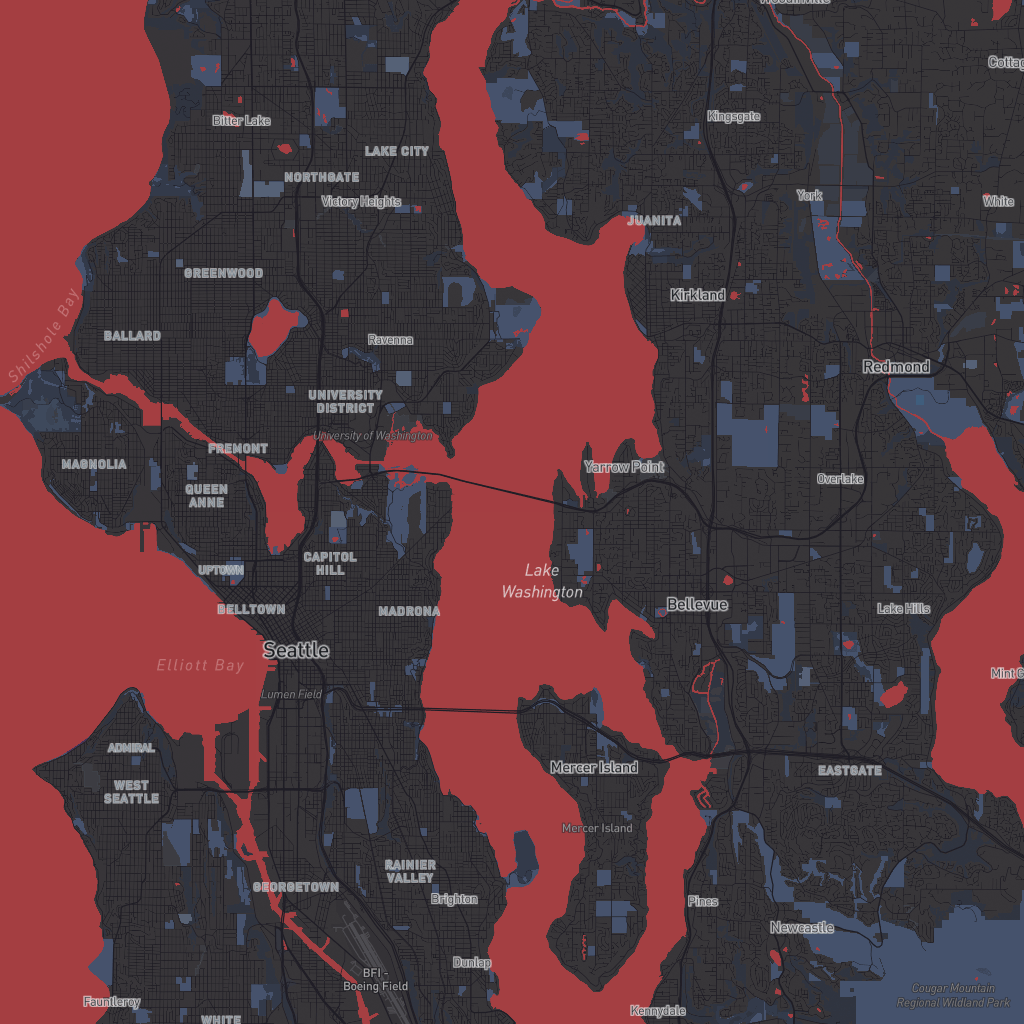 Cottag
Kingsgate
Bitter Lake
LAKE CITY
NORTHGATE
Victory Heights
York
White
JUANITA
GREENWOOD
Kirkland
Shilshole Bay
BALLARD
Ravenna
Redmond
UNIVERSITY
DISTRICT
University of Washington
FREMONT
MAGNOLIA
Yarrow Point
Overlake
QUEEN
ANNE
CAPITOL
HILL
UPTOWN
Lake
Washington
BELLTOWN
MADRONA
Bellevue
Lake Hills
Seattle
Elliott Bay
Mint C
Lumen Field
ADMIRAL
Mercer Island
EASTGATE
WEST
SEATTLE
Mercer Island
RAINIER
VALLEY
GEORGETOWN
Brighton
Pines
Newcastle
Dunlap
BFI -
Boeing Field
Cougar Mountain
Regional Wildland Park
Fauntleroy
Kennydale
WHITE